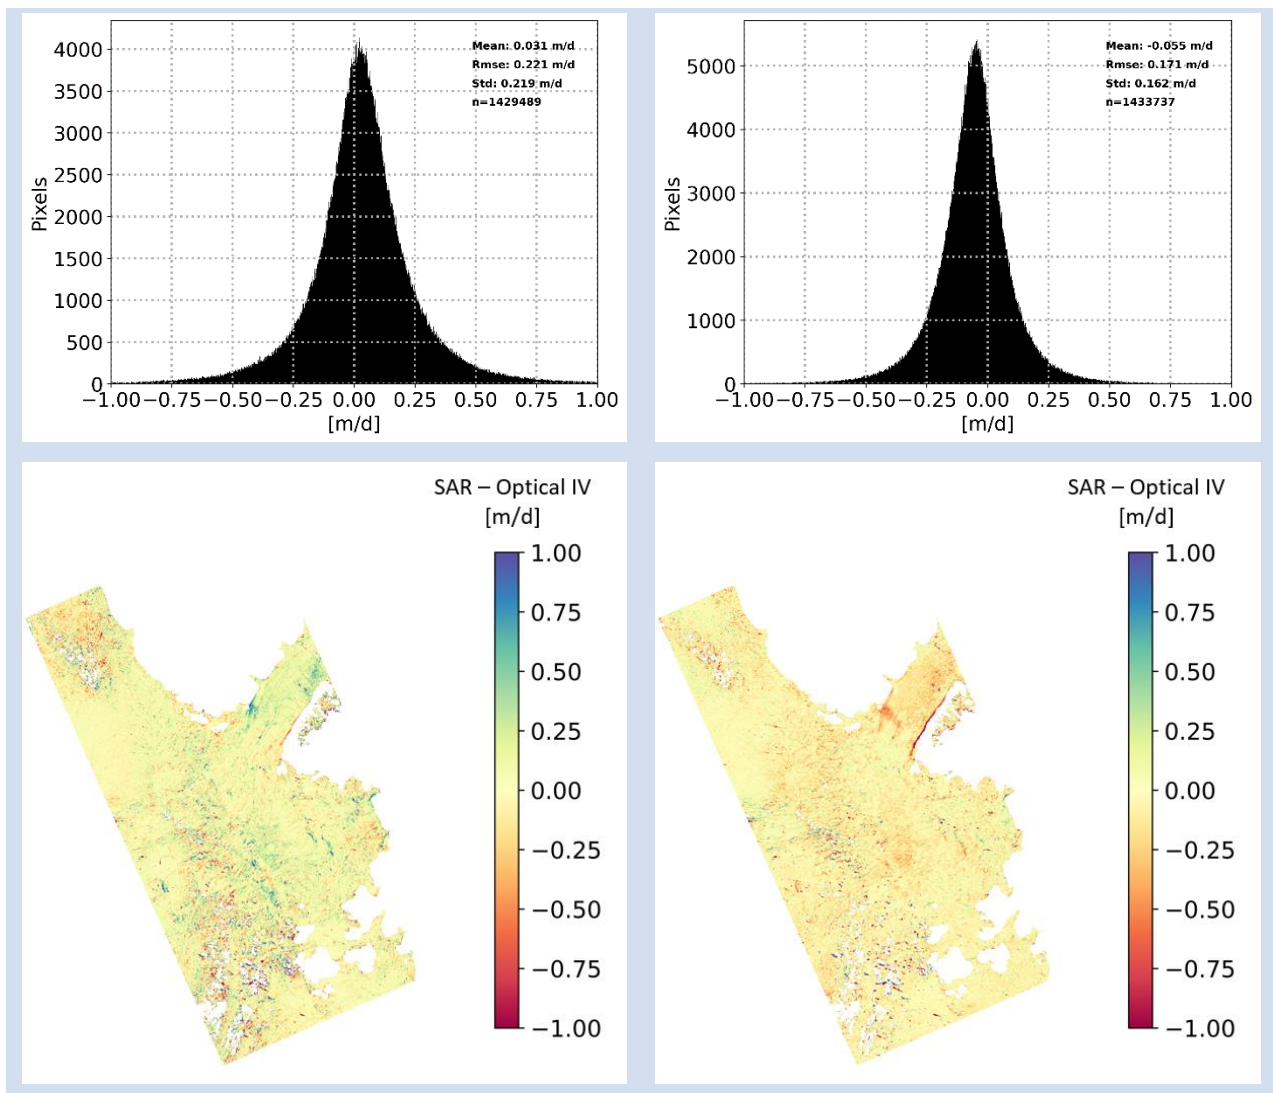 4000
3500
3000
2500
2000
1500
1000
500
0
Pixels
Mean: 0.031 m/d
Rmse: 0.221 m/d
Std: 0.219 m/d
n=1429489
−1.00 −0.75 −0.50 −0.25 0.00 0.25 0.50 0.75 1.00
[m/d]
5000
4000
3000
2000
1000
0
Pixels
Mean: -0.055 m/d
Rmse: 0.171 m/d
Std: 0.162 m/d
n=1433737
−1.00 −0.75 −0.50 −0.25 0.00 0.25 0.50 0.75 1.00
[m/d]
SAR – Optical IV
[m/d]
1.00
0.75
0.50
0.25
0.00
−0.25
−0.50
−0.75
−1.00
SAR – Optical IV
[m/d]
1.00
0.75
0.50
0.25
0.00
−0.25
−0.50
−0.75
−1.00